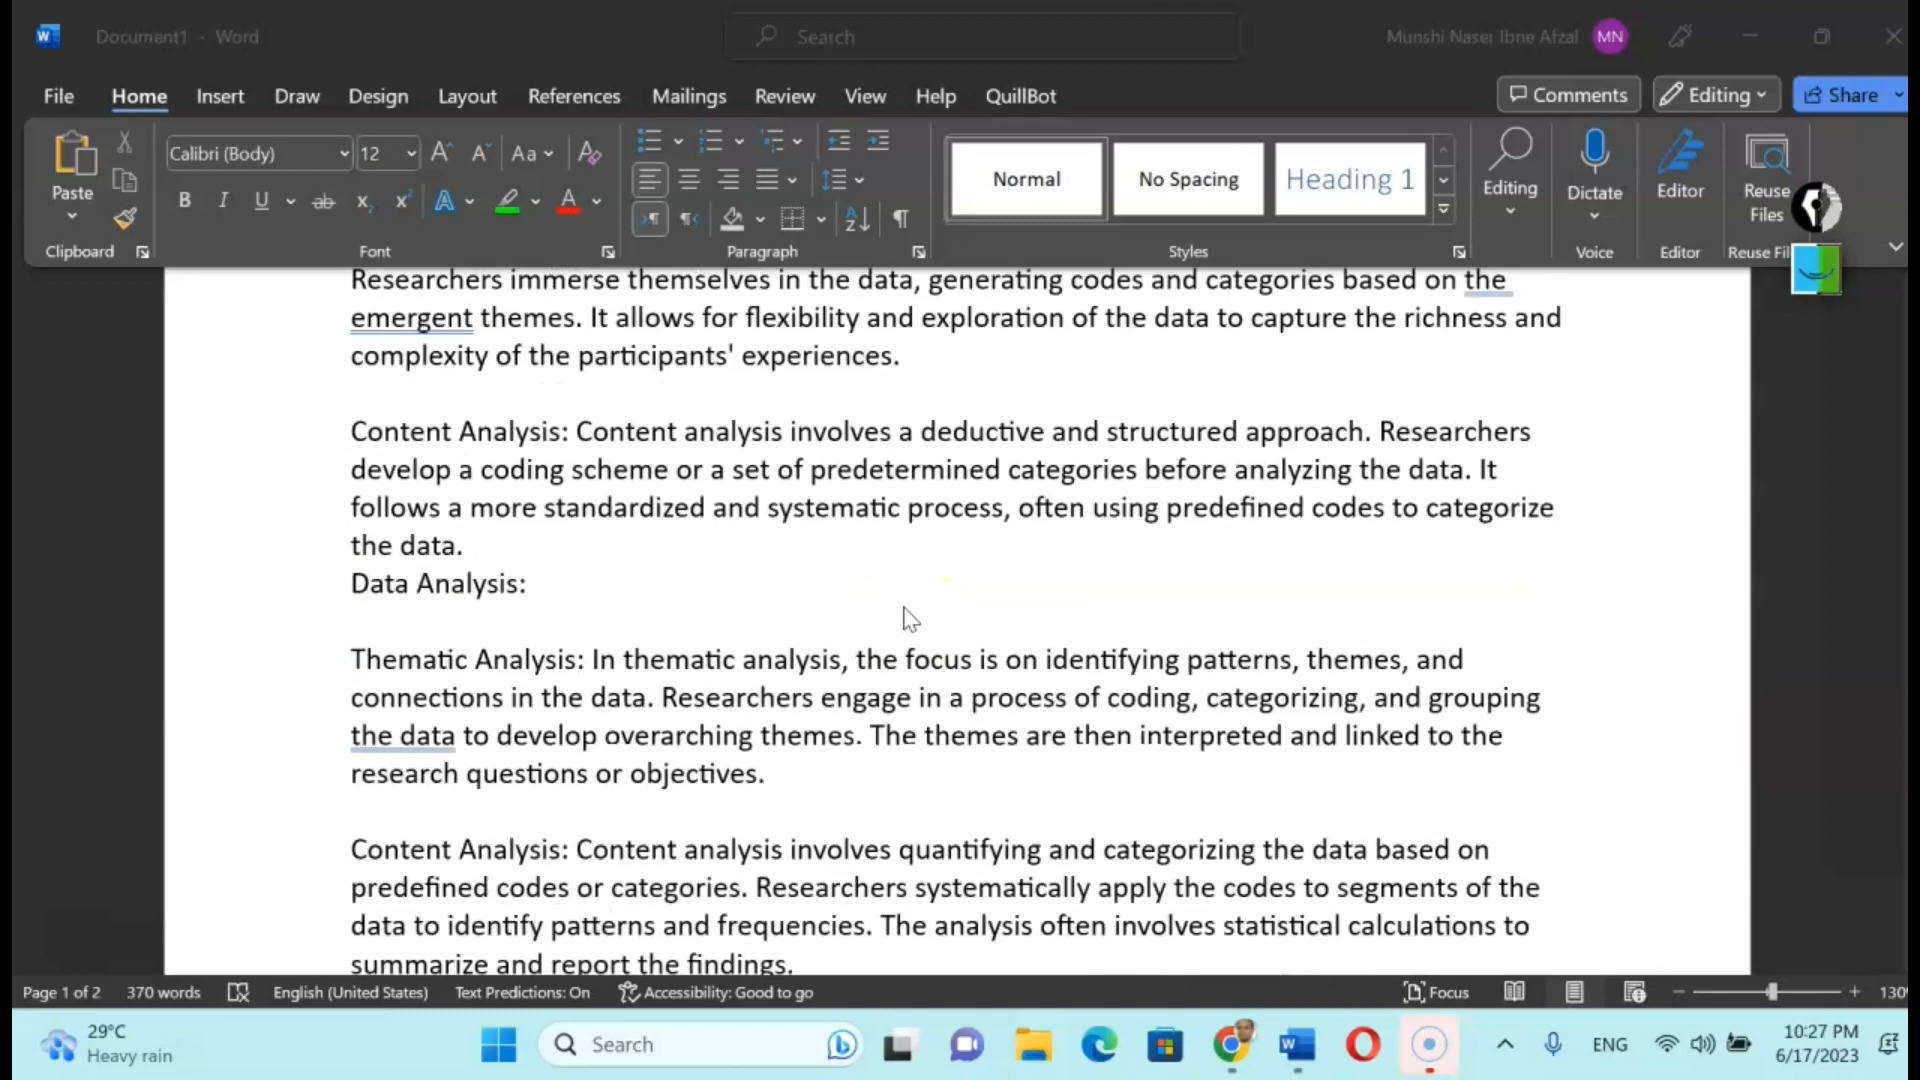 Document1 - Word
Search
Munshi Naser Ibne Afzal
MN
File Home Insert Draw Design Layout References Mailings Review View Help QuillBot
Comments
Editing
Share
Calibri (Body)
12
Aa
Paste
B I U ab x₂ x² A A
Normal
No Spacing
Heading 1
Editing
Dictate
Editor
Reuse
Files
Clipboard
Font
Paragraph
Styles
Voice
Editor
Reuse Fil
Researchers immerse themselves in the data, generating codes and categories based on the
emergent themes. It allows for flexibility and exploration of the data to capture the richness and
complexity of the participants' experiences.
Content Analysis: Content analysis involves a deductive and structured approach. Researchers
develop a coding scheme or a set of predetermined categories before analyzing the data. It
follows a more standardized and systematic process, often using predefined codes to categorize
the data.
Data Analysis:
Thematic Analysis: In thematic analysis, the focus is on identifying patterns, themes, and
connections in the data. Researchers engage in a process of coding, categorizing, and grouping
the data to develop overarching themes. The themes are then interpreted and linked to the
research questions or objectives.
Content Analysis: Content analysis involves quantifying and categorizing the data based on
predefined codes or categories. Researchers systematically apply the codes to segments of the
data to identify patterns and frequencies. The analysis often involves statistical calculations to
summarize and report the findings.
Page 1 of 2
370 words
English (United States)
Text Predictions: On
Accessibility: Good to go
Focus
130
29°C
Heavy rain
Search
ENG
10:27 PM
6/17/2023